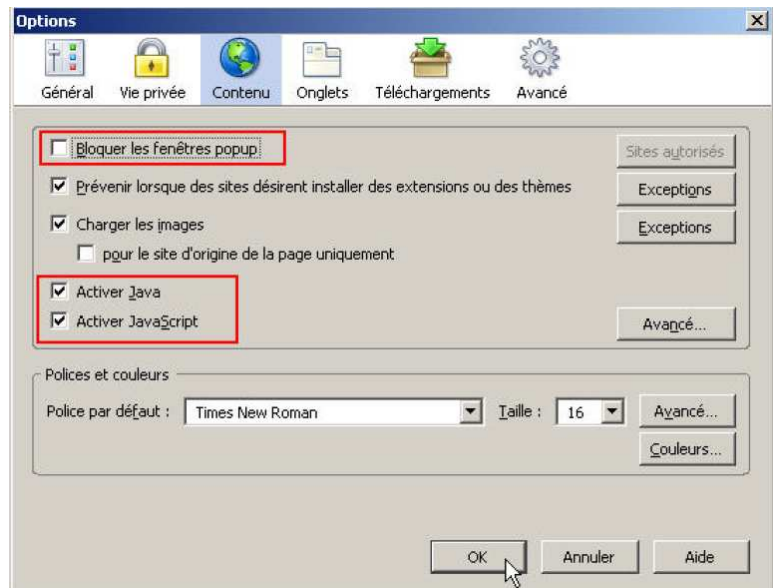 Options
Général Vie privée Contenu Onglets Téléchargements Avancé
Bloquer les fenêtres popup
Sites autorisés
Prévenir lorsque des sites désirent installer des extensions ou des thèmes
Exceptions
Charger les images
Exceptions
pour le site d'origine de la page uniquement
Activer Java
Activer JavaScript
Avancé...
Polices et couleurs
Police par défaut : Times New Roman Taille : 16 Avancé...
Couleurs...
OK Annuler Aide